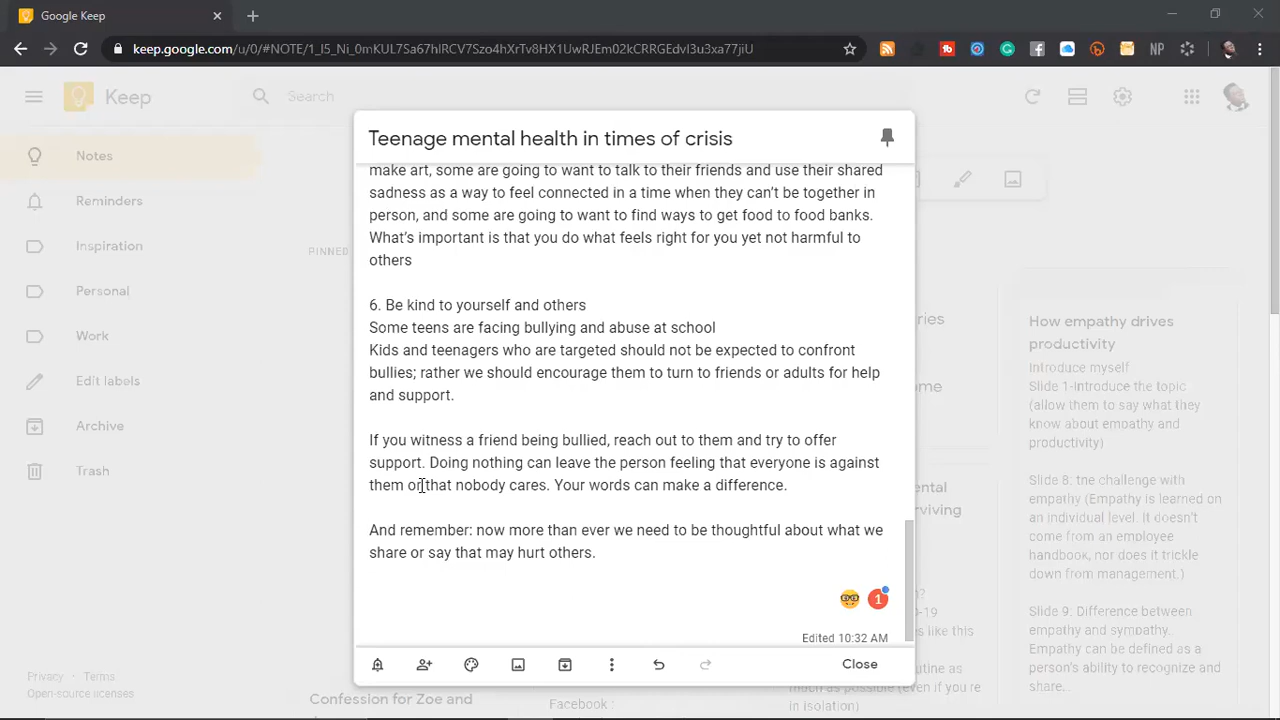 Google Keep
keep.google.com/u/0/#NOTE/1_I5_Ni_0mKUL7Sa67hlRCV7Szo4hXrTv8HX1UwRJEm02kCRRGEdvI3u3xa77jiU
NP
Keep
Search
Notes
Reminders
Inspiration
Personal
Work
Edit labels
Archive
Trash
Privacy · Terms
Open-source licenses
PINNED
Teenage mental health in times of crisis
make art, some are going to want to talk to their friends and use their shared
sadness as a way to feel connected in a time when they can't be together in
person, and some are going to want to find ways to get food to food banks.
What's important is that you do what feels right for you yet not harmful to
others
6. Be kind to yourself and others
Some teens are facing bullying and abuse at school
Kids and teenagers who are targeted should not be expected to confront
bullies; rather we should encourage them to turn to friends or adults for help
and support.
If you witness a friend being bullied, reach out to them and try to offer
support. Doing nothing can leave the person feeling that everyone is against
them or that nobody cares. Your words can make a difference.
And remember: now more than ever we need to be thoughtful about what we
share or say that may hurt others.
1
Edited 10:32 AM
Close
Confession for Zoe and
Facebook :
How empathy drives
productivity
Introduce myself
Slide 1-Introduce the topic
(allow them to say what they
know about empathy and
productivity)
Slide 8: the challenge with
empathy (Empathy is learned
on an individual level. It doesn't
come from an employee
handbook, nor does it trickle
down from management.)
Slide 9. Difference between
empathy and sympathy..
Empathy can be defined as a
person's ability to recognize and
share..
much as possible (even if you're
in isolation)